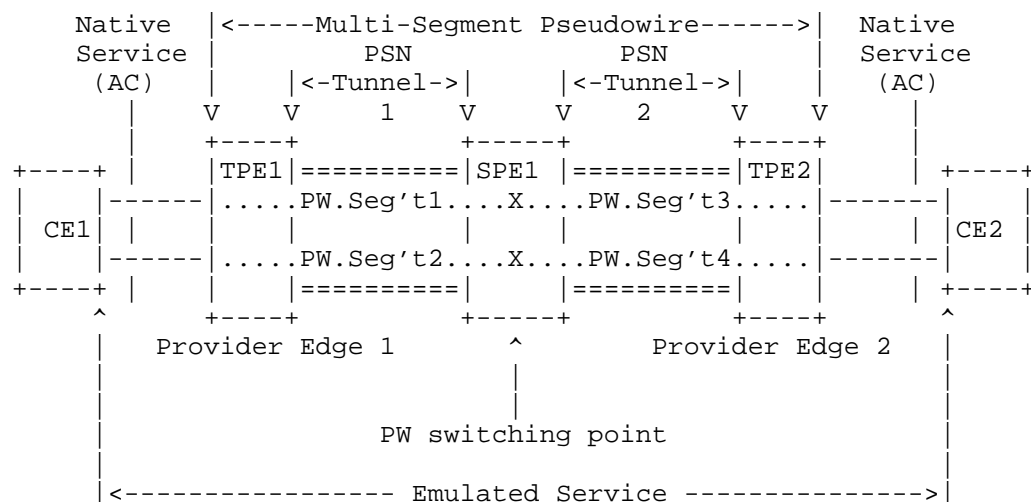 Native |<-----Multi-Segment Pseudowire------>| Native
Service | PSN PSN | Service
(AC) | |<-Tunnel->| |<-Tunnel->| | (AC)
| V V 1 V V 2 V V |
| +----+ +-----+ +----+ |
+----+ | |TPE1|==========|SPE1 |==========|TPE2| | +----+
| |------|.....PW.Seg't1....X....PW.Seg't3.....|-------| |
| CE1| | | | | | | | | |CE2 |
| |------|.....PW.Seg't2....X....PW.Seg't4.....|-------| |
+----+ | | |==========| |==========| | | +----+
^ +----+ +-----+ +----+ ^
| Provider Edge 1 ^ Provider Edge 2 |
| | |
| | |
| PW switching point |
| |
|<----------------- Emulated Service --------------->|